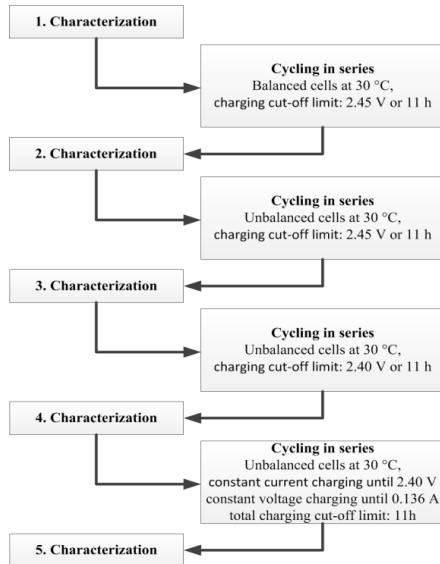 1. Characterization
Cycling in series
Balanced cells at 30 °C,
charging cut-off limit: 2.45 V or 11 h
2. Characterization
Cycling in series
Unbalanced cells at 30 °C,
charging cut-off limit: 2.45 V or 11 h
3. Characterization
Cycling in series
Unbalanced cells at 30 °C,
charging cut-off limit: 2.40 V or 11 h
4. Characterization
Cycling in series
Unbalanced cells at 30 °C,
constant current charging until 2.40 V
constant voltage charging until 0.136 A
total charging cut-off limit: 11h
5. Characterization